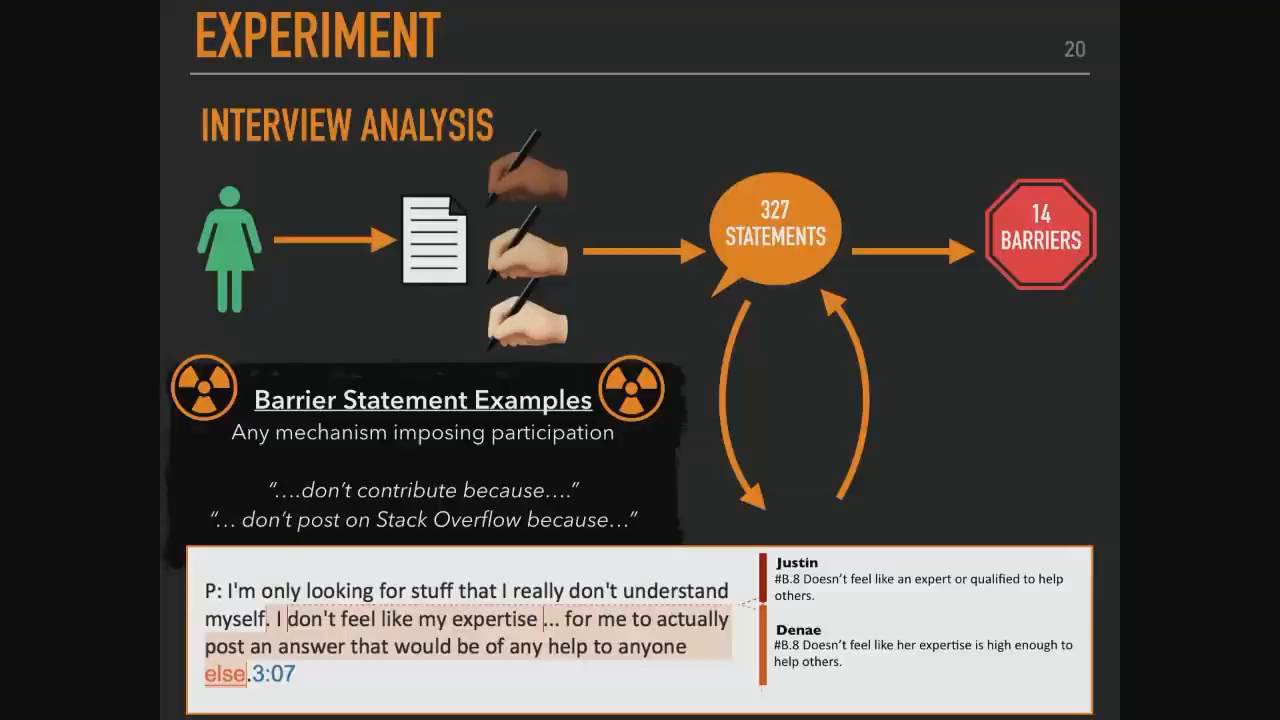 EXPERIMENT
20
INTERVIEW ANALYSIS
327
STATEMENTS
14
BARRIERS
Barrier Statement Examples
Any mechanism imposing participation
“….don’t contribute because….”
“… don’t post on Stack Overflow because…”
P: I'm only looking for stuff that I really don't understand
myself. I don't feel like my expertise ... for me to actually
post an answer that would be of any help to anyone
else.3:07
Justin
#B.8 Doesn’t feel like an expert or qualified to help
others.
Denae
#B.8 Doesn’t feel like her expertise is high enough to
help others.